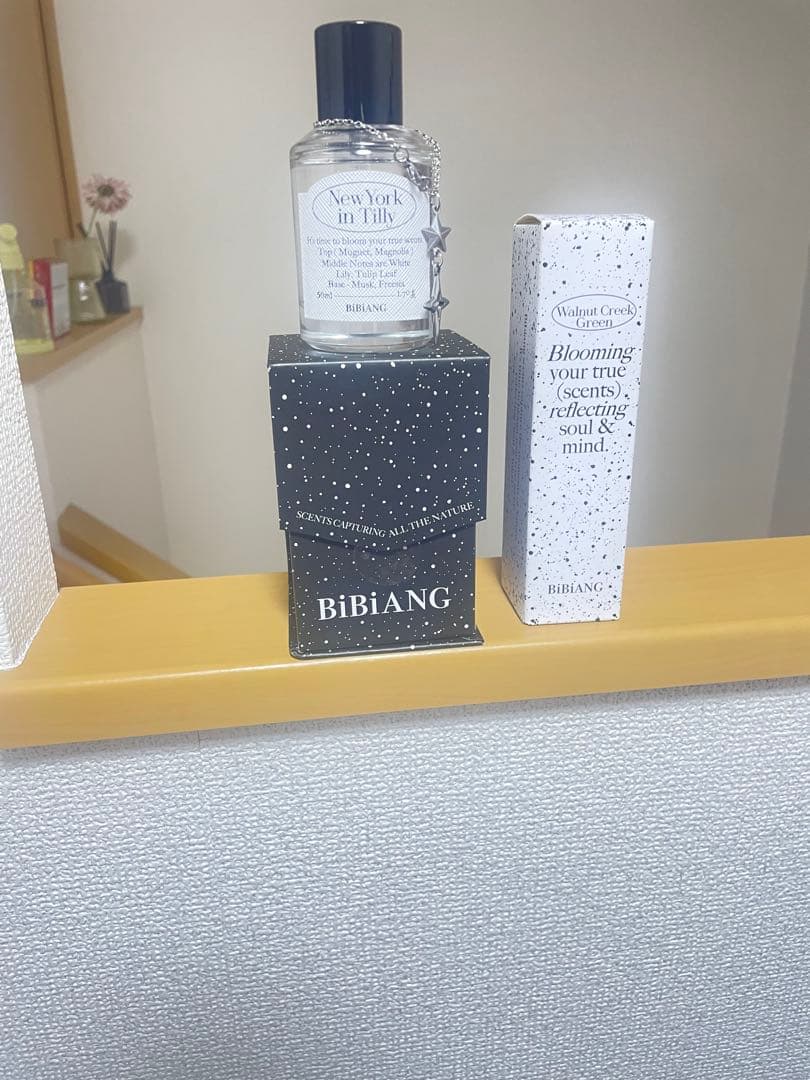 New York
in Tilly
It's time to bloom your true scents
Top ( Muguet, Magnolia )
Middle Notes are White
Lily, Tulip Leaf
Base - Musk, Freesia
50ml
BiBiANG
SCENTS CAPTURING ALL THE NATURE
BiBiANG
Walnut Creek
Green
Blooming
your true
(scents)
reflecting
soul &
mind.
BiBiANG